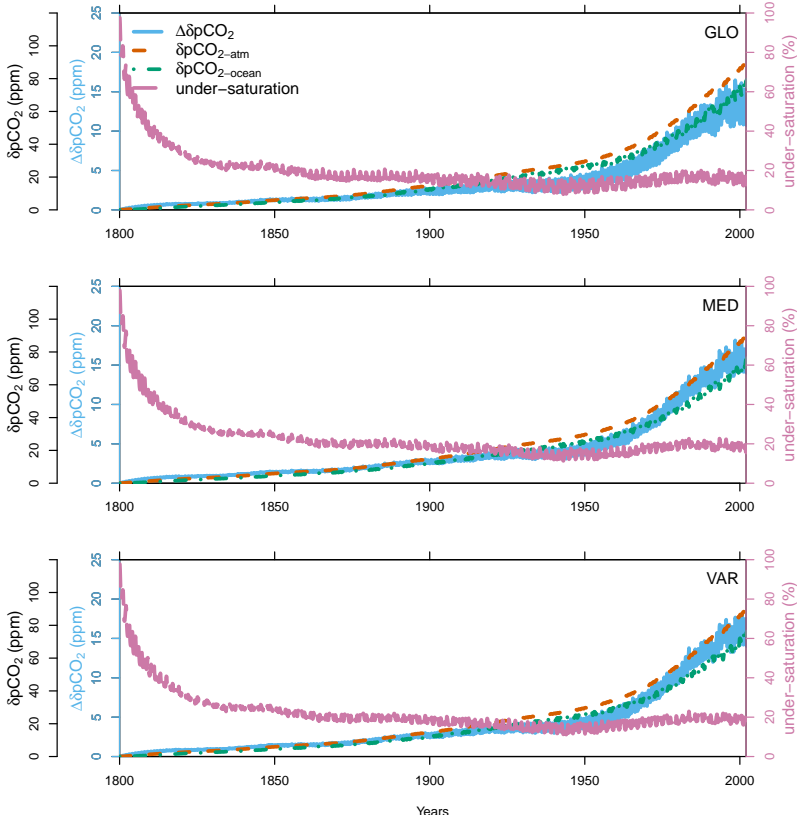 GLO
ΔδpCO₂
δpCO₂₋ₐₜₘ
δpCO₂₋ocean
under−saturation
δpCO₂ (ppm)
0 20 40 60 80 100
ΔδpCO₂ (ppm)
0 5 10 15 20 25
under−saturation (%)
0 20 40 60 80 100
1800 1850 1900 1950 2000
MED
δpCO₂ (ppm)
0 20 40 60 80 100
ΔδpCO₂ (ppm)
0 5 10 15 20 25
under−saturation (%)
0 20 40 60 80 100
1800 1850 1900 1950 2000
VAR
δpCO₂ (ppm)
0 20 40 60 80 100
ΔδpCO₂ (ppm)
0 5 10 15 20 25
under−saturation (%)
0 20 40 60 80 100
1800 1850 1900 1950 2000
Years